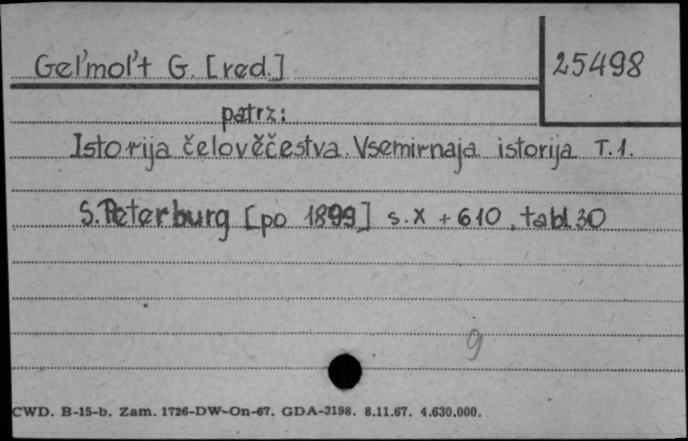 Gel'mol't G. [red.]
25498
patrz:
Istorija čelověčestva. Vsemirnaja istorija T.1.
S.Peterburg [po 1899] s.X + 610, tabl.30
9
CWD. B-15-b. Zam. 1726-DW-On-67. GDA-3198. 8.11.67. 4.630.000.